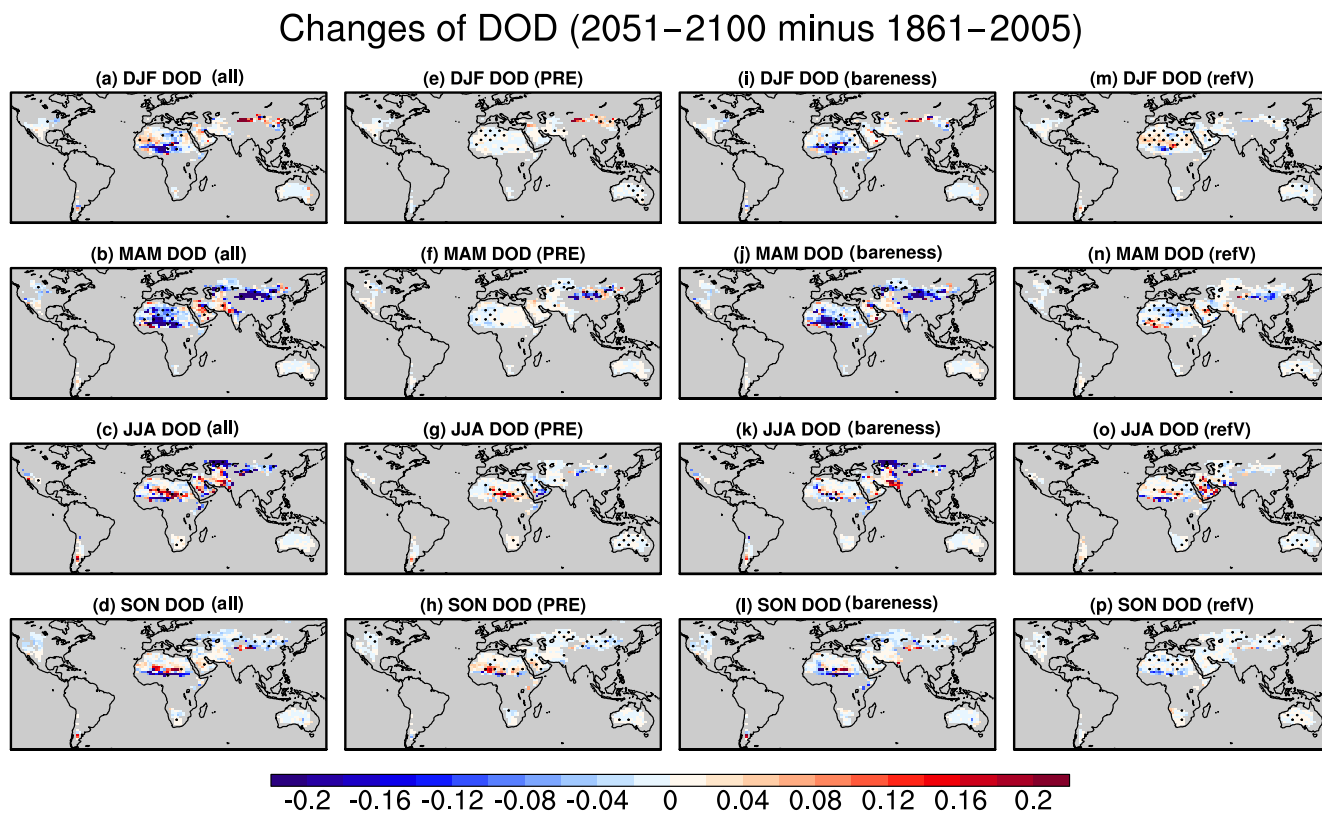 Changes of DOD (2051−2100 minus 1861−2005)
(a) DJF DOD (all)
(e) DJF DOD (PRE)
(i) DJF DOD (bareness)
(m) DJF DOD (refV)
(b) MAM DOD (all)
(f) MAM DOD (PRE)
(j) MAM DOD (bareness)
(n) MAM DOD (refV)
(c) JJA DOD (all)
(g) JJA DOD (PRE)
(k) JJA DOD (bareness)
(o) JJA DOD (refV)
(d) SON DOD (all)
(h) SON DOD (PRE)
(l) SON DOD (bareness)
(p) SON DOD (refV)
-0.2 -0.16 -0.12 -0.08 -0.04 0 0.04 0.08 0.12 0.16 0.2